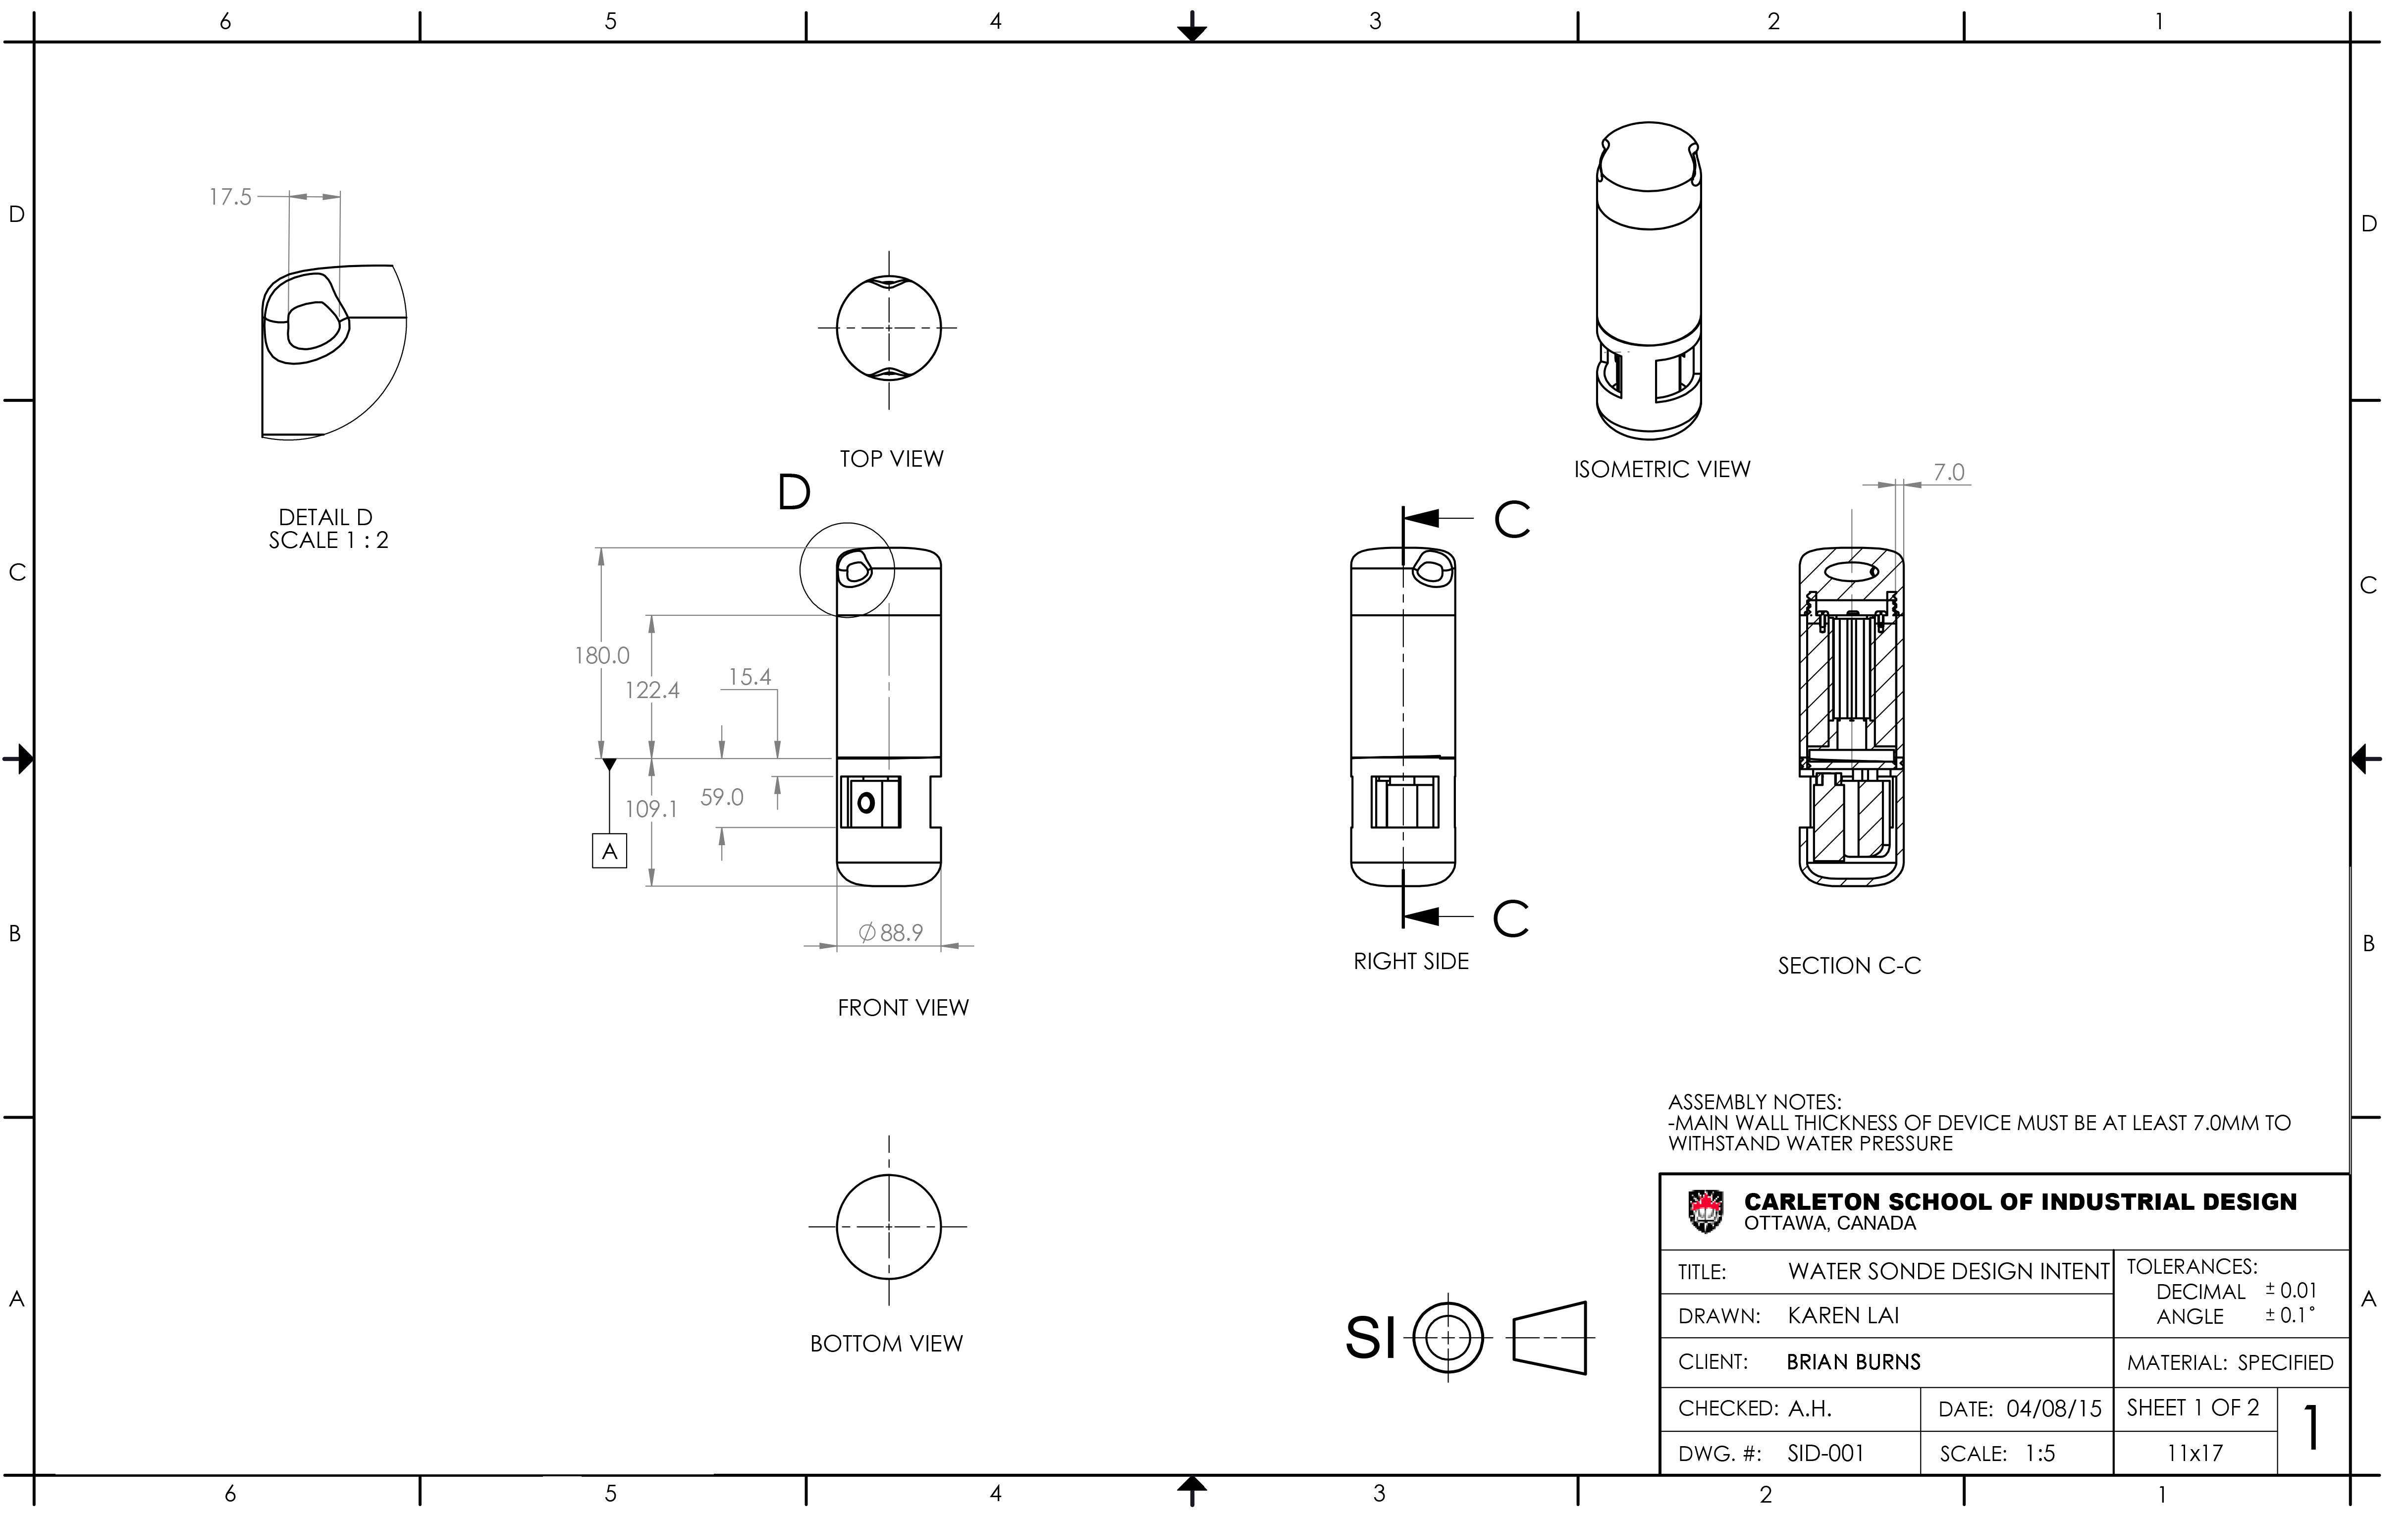 6 5 4 3 2 1
D
D
17.5
TOP VIEW
ISOMETRIC VIEW
DETAIL D
SCALE 1 : 2
D
C
7.0
C
C
180.0
122.4
15.4
109.1
59.0
A
Ø88.9
C
B
B
FRONT VIEW
RIGHT SIDE
SECTION C-C
ASSEMBLY NOTES:
-MAIN WALL THICKNESS OF DEVICE MUST BE AT LEAST 7.0MM TO
WITHSTAND WATER PRESSURE
BOTTOM VIEW
SI
A
A
CARLETON SCHOOL OF INDUSTRIAL DESIGN
OTTAWA, CANADA
TITLE: WATER SONDE DESIGN INTENT
TOLERANCES:
DECIMAL ± 0.01
ANGLE ± 0.1°
DRAWN: KAREN LAI
CLIENT: BRIAN BURNS
MATERIAL: SPECIFIED
CHECKED: A.H.
DATE: 04/08/15
SHEET 1 OF 2
DWG. #: SID-001
SCALE: 1:5
11x17
1
6 5 4 3 2 1